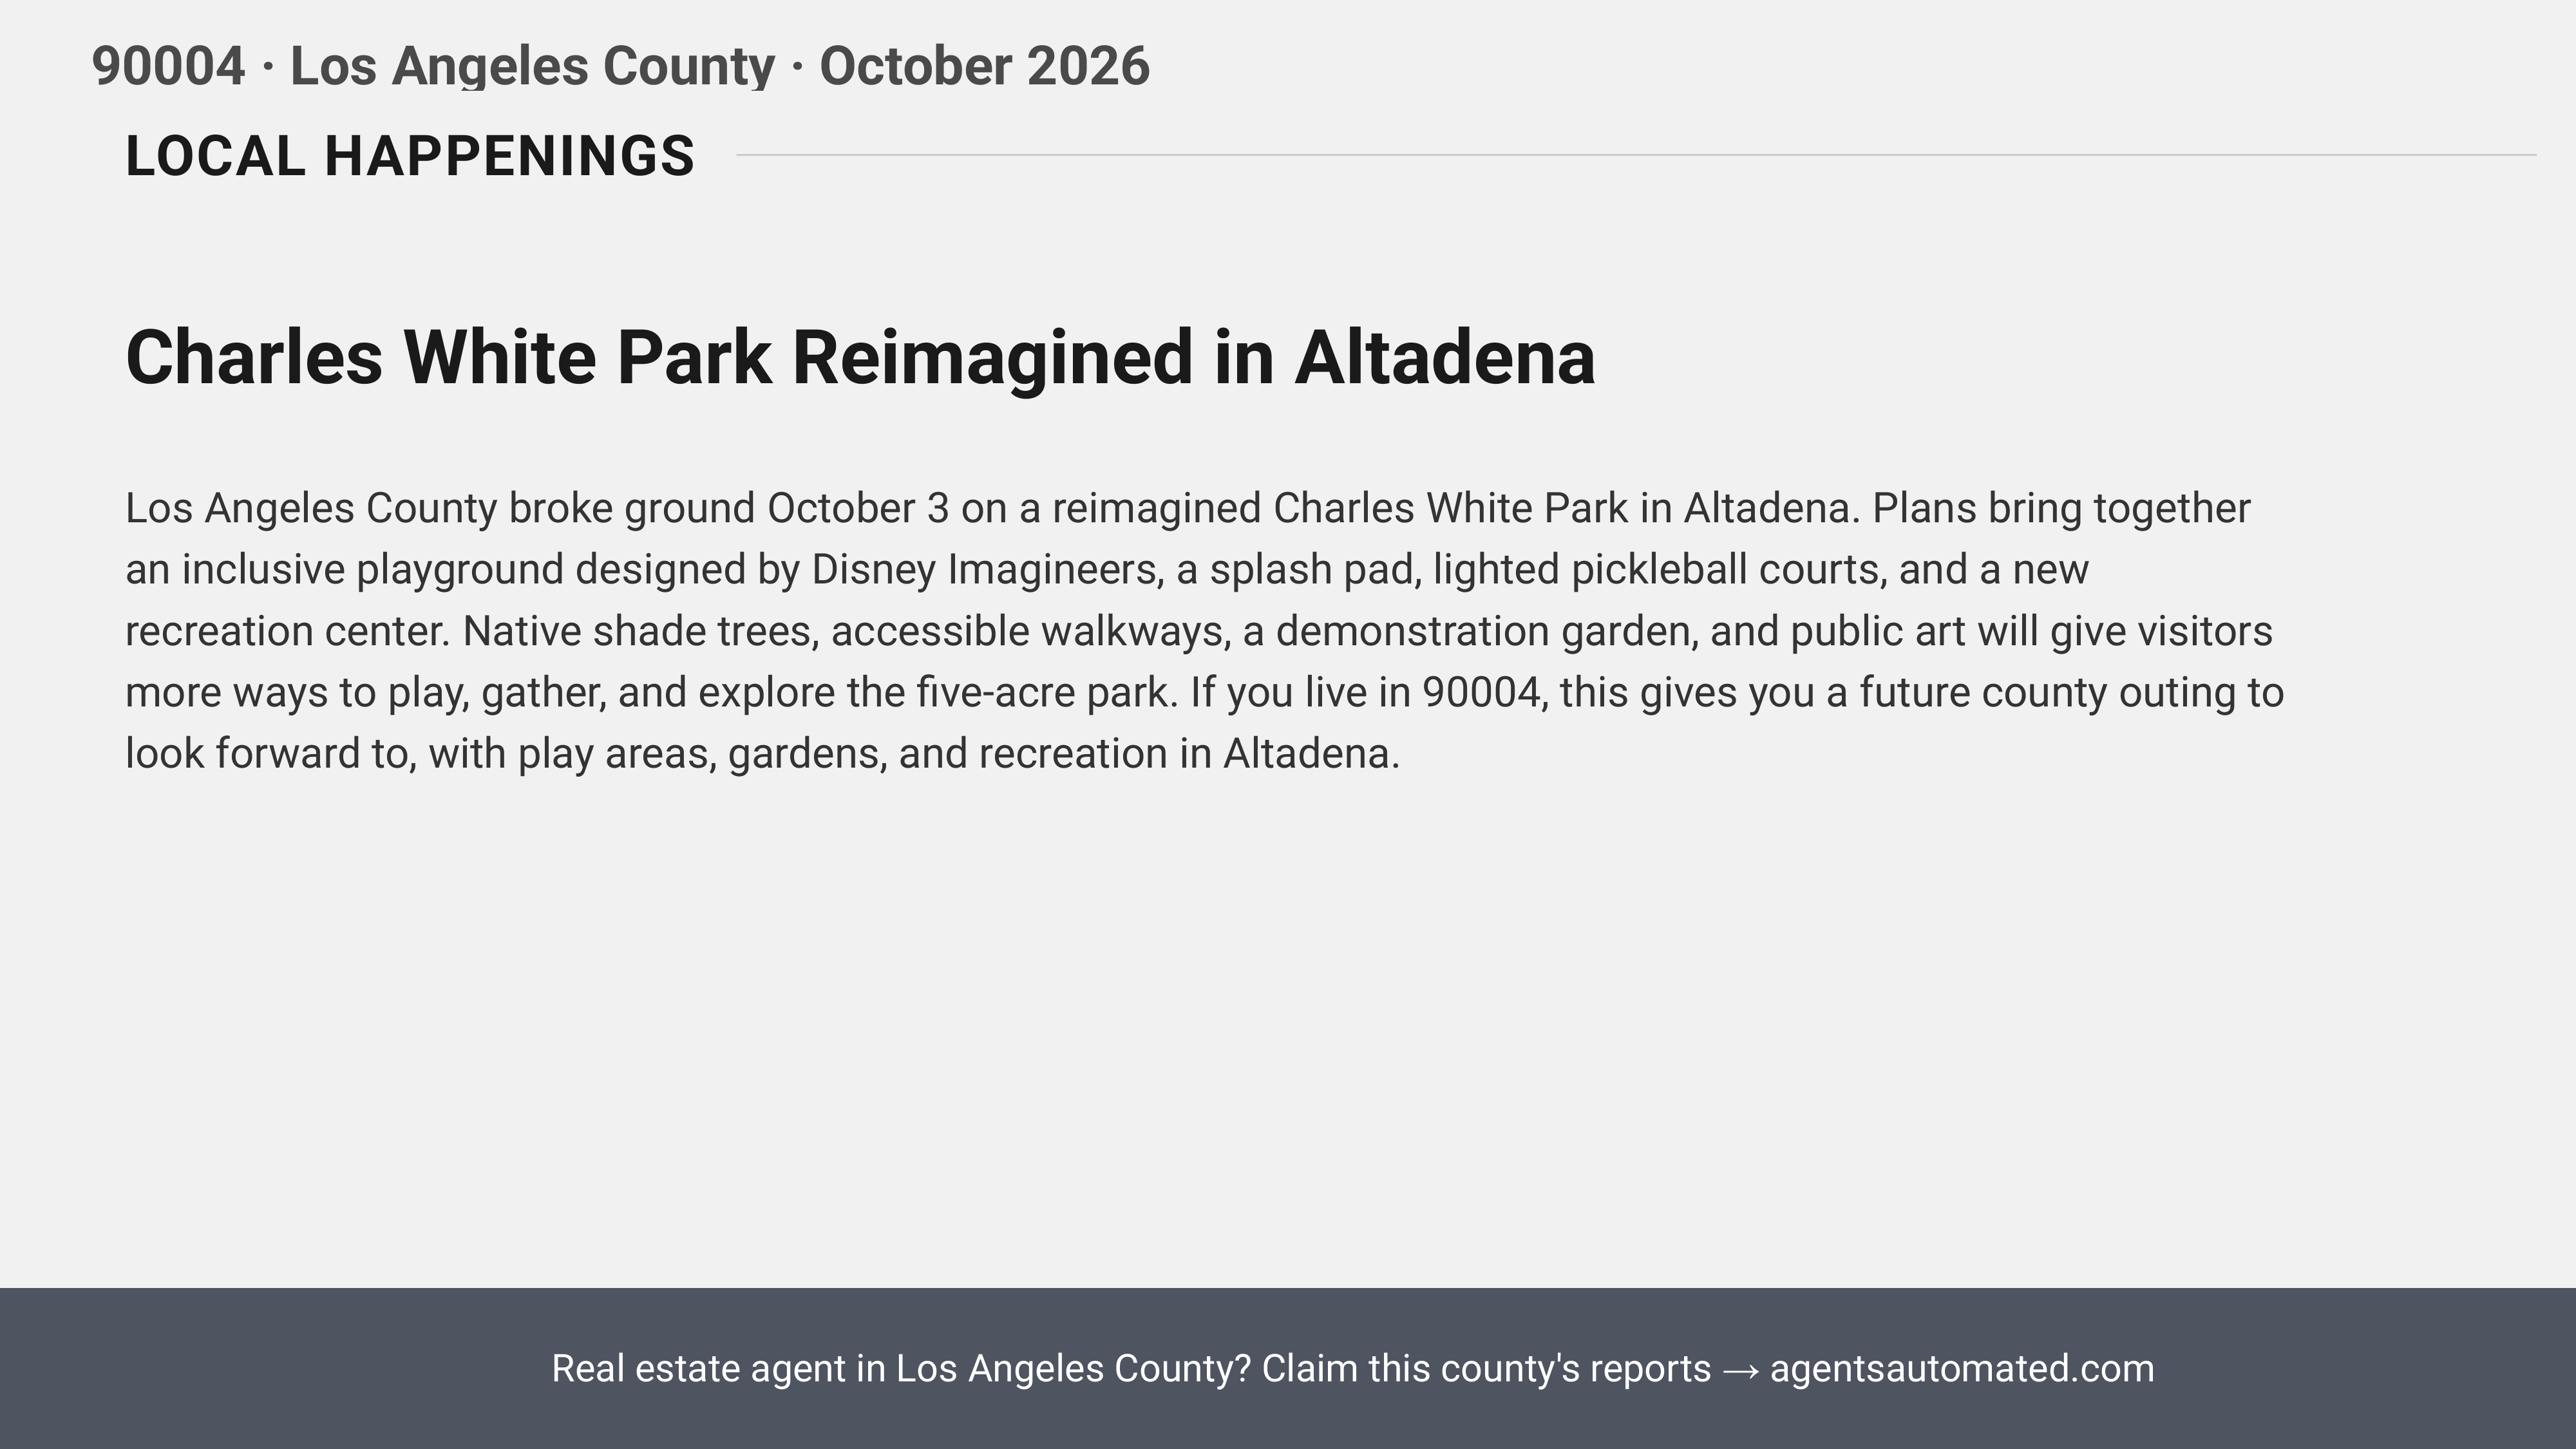 90004 · Los Angeles County · October 2026
LOCAL HAPPENINGS
Charles White Park Reimagined in Altadena
Los Angeles County broke ground October 3 on a reimagined Charles White Park in Altadena. Plans bring together
an inclusive playground designed by Disney Imagineers, a splash pad, lighted pickleball courts, and a new
recreation center. Native shade trees, accessible walkways, a demonstration garden, and public art will give visitors
more ways to play, gather, and explore the five-acre park. If you live in 90004, this gives you a future county outing to
look forward to, with play areas, gardens, and recreation in Altadena.
Real estate agent in Los Angeles County? Claim this county's reports → agentsautomated.com